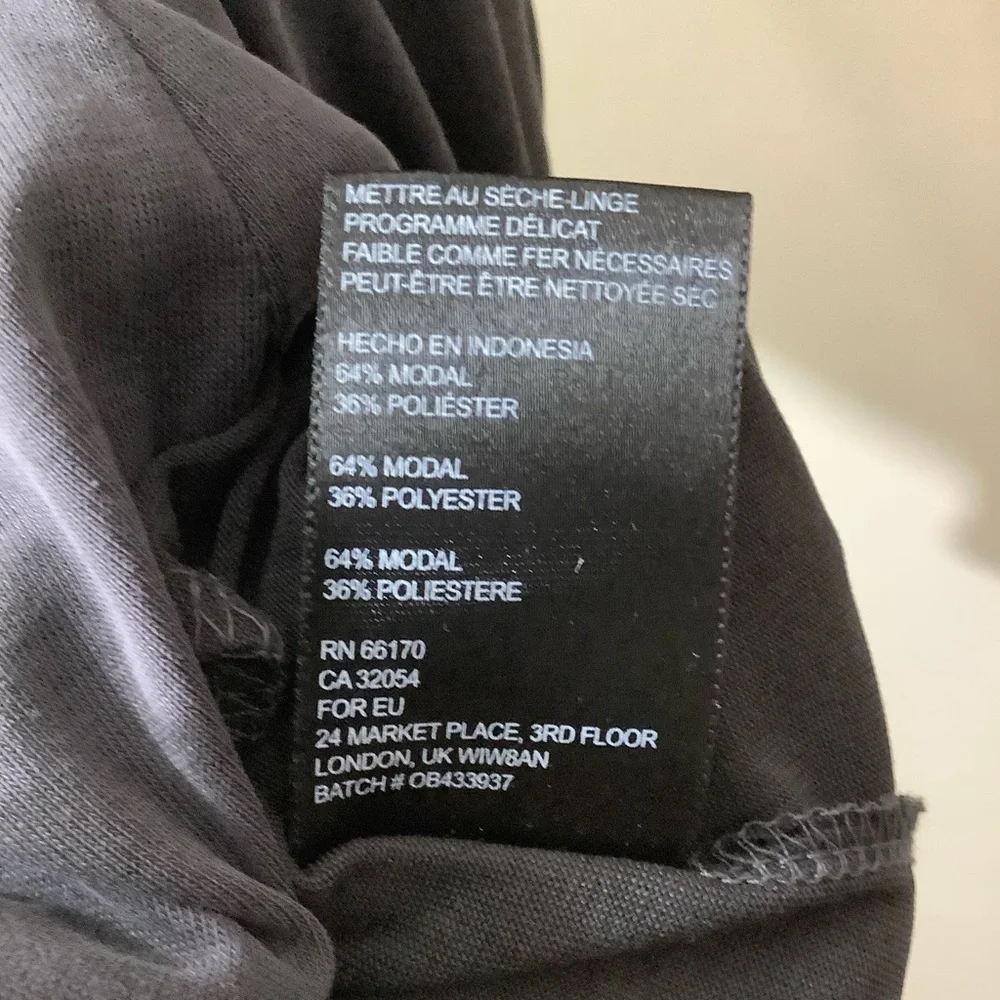 METTRE AU SÈCHE-LINGE
PROGRAMME DÉLICAT
FAIBLE COMME FER NÉCESSAIRES
PEUT-ÊTRE ÊTRE NETTOYÉE SEC
HECHO EN INDONESIA
64% MODAL
36% POLIÉSTER
64% MODAL
36% POLYESTER
64% MODAL
36% POLIESTERE
RN 66170
CA 32054
FOR EU
24 MARKET PLACE, 3RD FLOOR
LONDON, UK WIW8AN
BATCH # OB433937